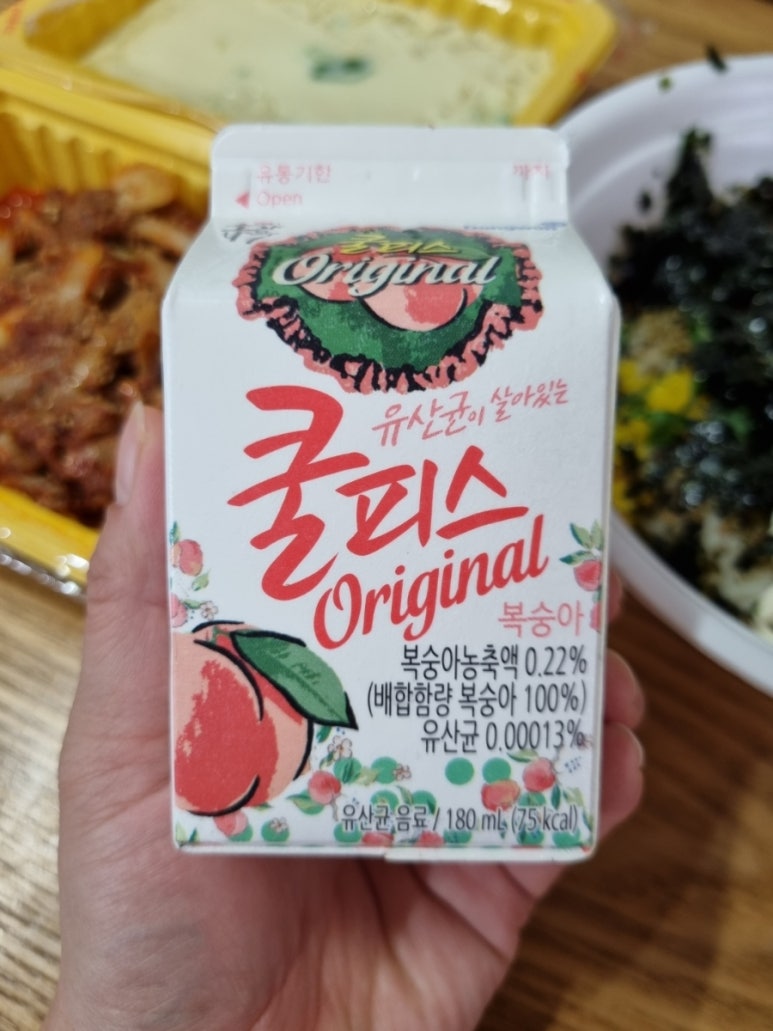 유통기한 까지
Open
쿨피스
Original
유산균이 살아있는
쿨피스
Original
복숭아
복숭아농축액 0.22%
(배합함량 복숭아 100%)
유산균 0.00013%
유산균 음료 / 180 mL (75 kcal)